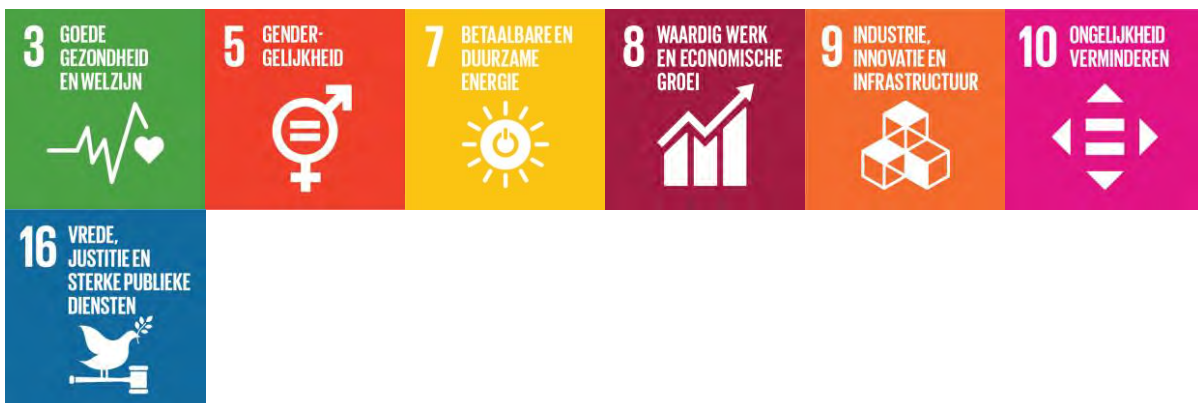 3 GOEDE
GEZONDHEID
EN WELZIJN
5 GENDER-
GELIJKHEID
7 BETAALBARE EN
DUURZAME
ENERGIE
8 WAARDIG WERK
EN ECONOMISCHE
GROEI
9 INDUSTRIE,
INNOVATIE EN
INFRASTRUCTUUR
10 ONGELIJKHEID
VERMINDEREN
16 VREDE,
JUSTITIE EN
STERKE PUBLIEKE
DIENSTEN